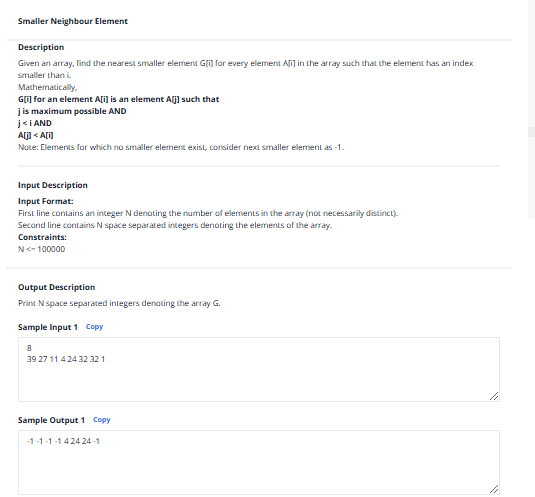 Smaller Neighbour Element
Description
Given an array, find the nearest smaller element G[i] for every element A[i] in the array such that the element has an index
smaller than i.
Mathematically,
G[i] for an element A[i] is an element A[j] such that
j is maximum possible AND
j < i AND
A[j] < A[i]
Note: Elements for which no smaller element exist, consider next smaller element as -1.
Input Description
Input Format:
First line contains an integer N denoting the number of elements in the array (not necessarily distinct).
Second line contains N space separated integers denoting the elements of the array.
Constraints:
N <= 100000
Output Description
Print N space separated integers denoting the array G.
Sample Input 1 Copy
8
39 27 11 4 24 32 32 1
Sample Output 1 Copy
-1 -1 -1 -1 4 24 24 -1